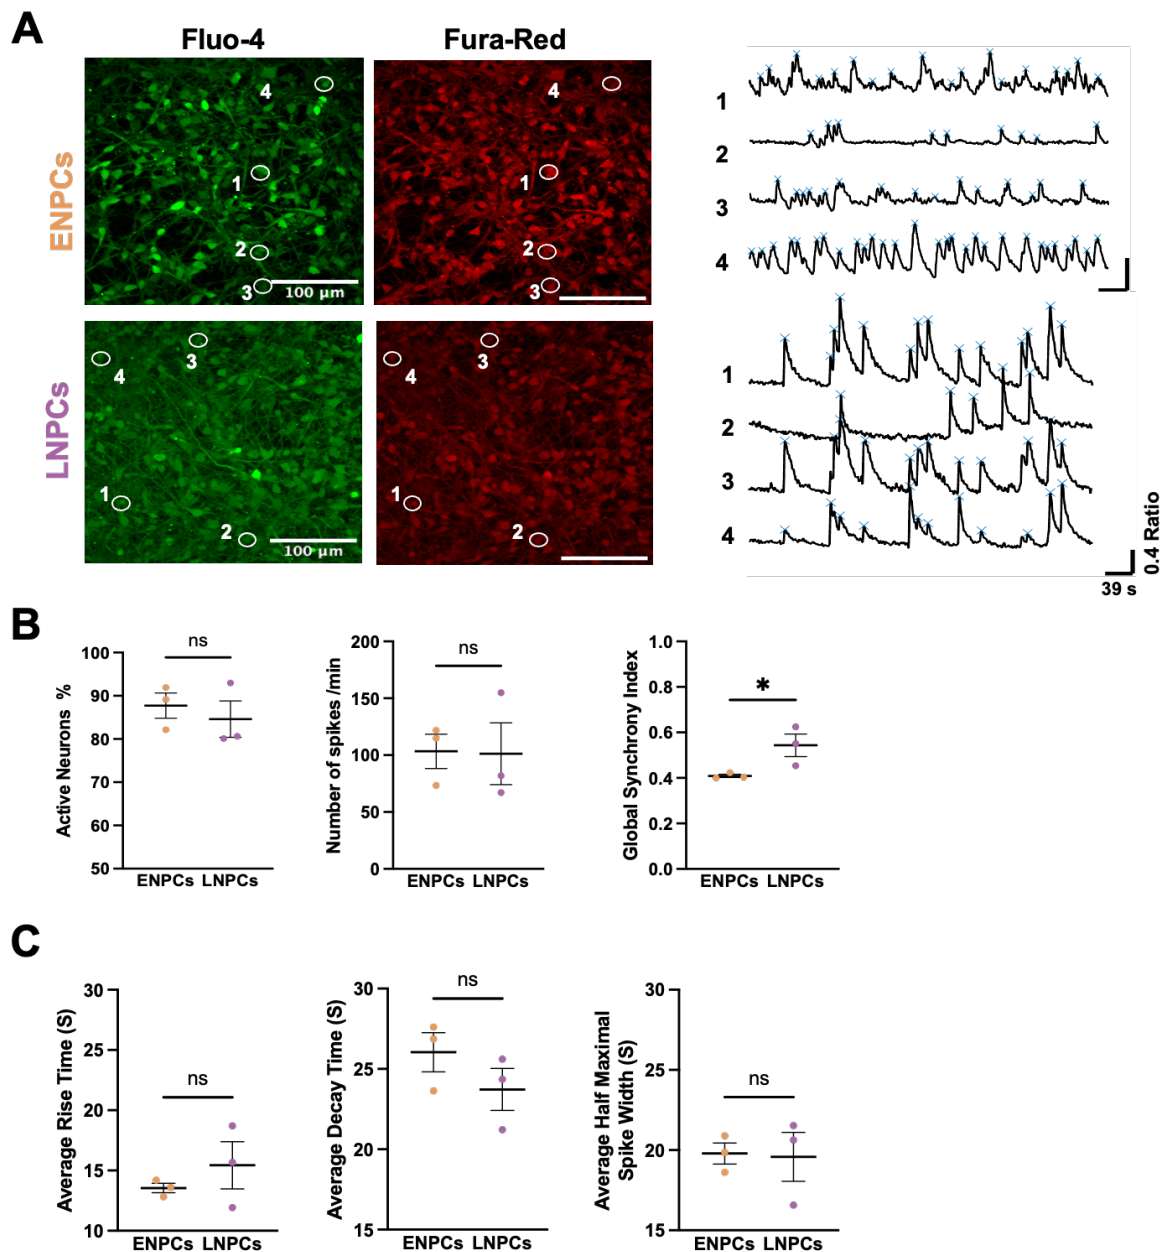 A
Fluo-4
Fura-Red
ENPCs
4
1
2
3
100 µm
4
1
2
3
1
2
3
4
LNPCs
3
4
1
2
100 µm
3
4
1
2
1
2
3
4
0.4 Ratio
39 s
B
Active Neurons %
100
90
80
70
60
50
ns
ENPCs LNPCs
Number of spikes /min
200
150
100
50
0
ns
ENPCs LNPCs
Global Synchrony Index
1.0
0.8
0.6
0.4
0.2
0.0
*
ENPCs LNPCs
C
Average Rise Time (S)
30
25
20
15
10
ns
ENPCs LNPCs
Average Decay Time (S)
30
25
20
15
ns
ENPCs LNPCs
Average Half Maximal
Spike Width (S)
30
25
20
15
ns
ENPCs LNPCs